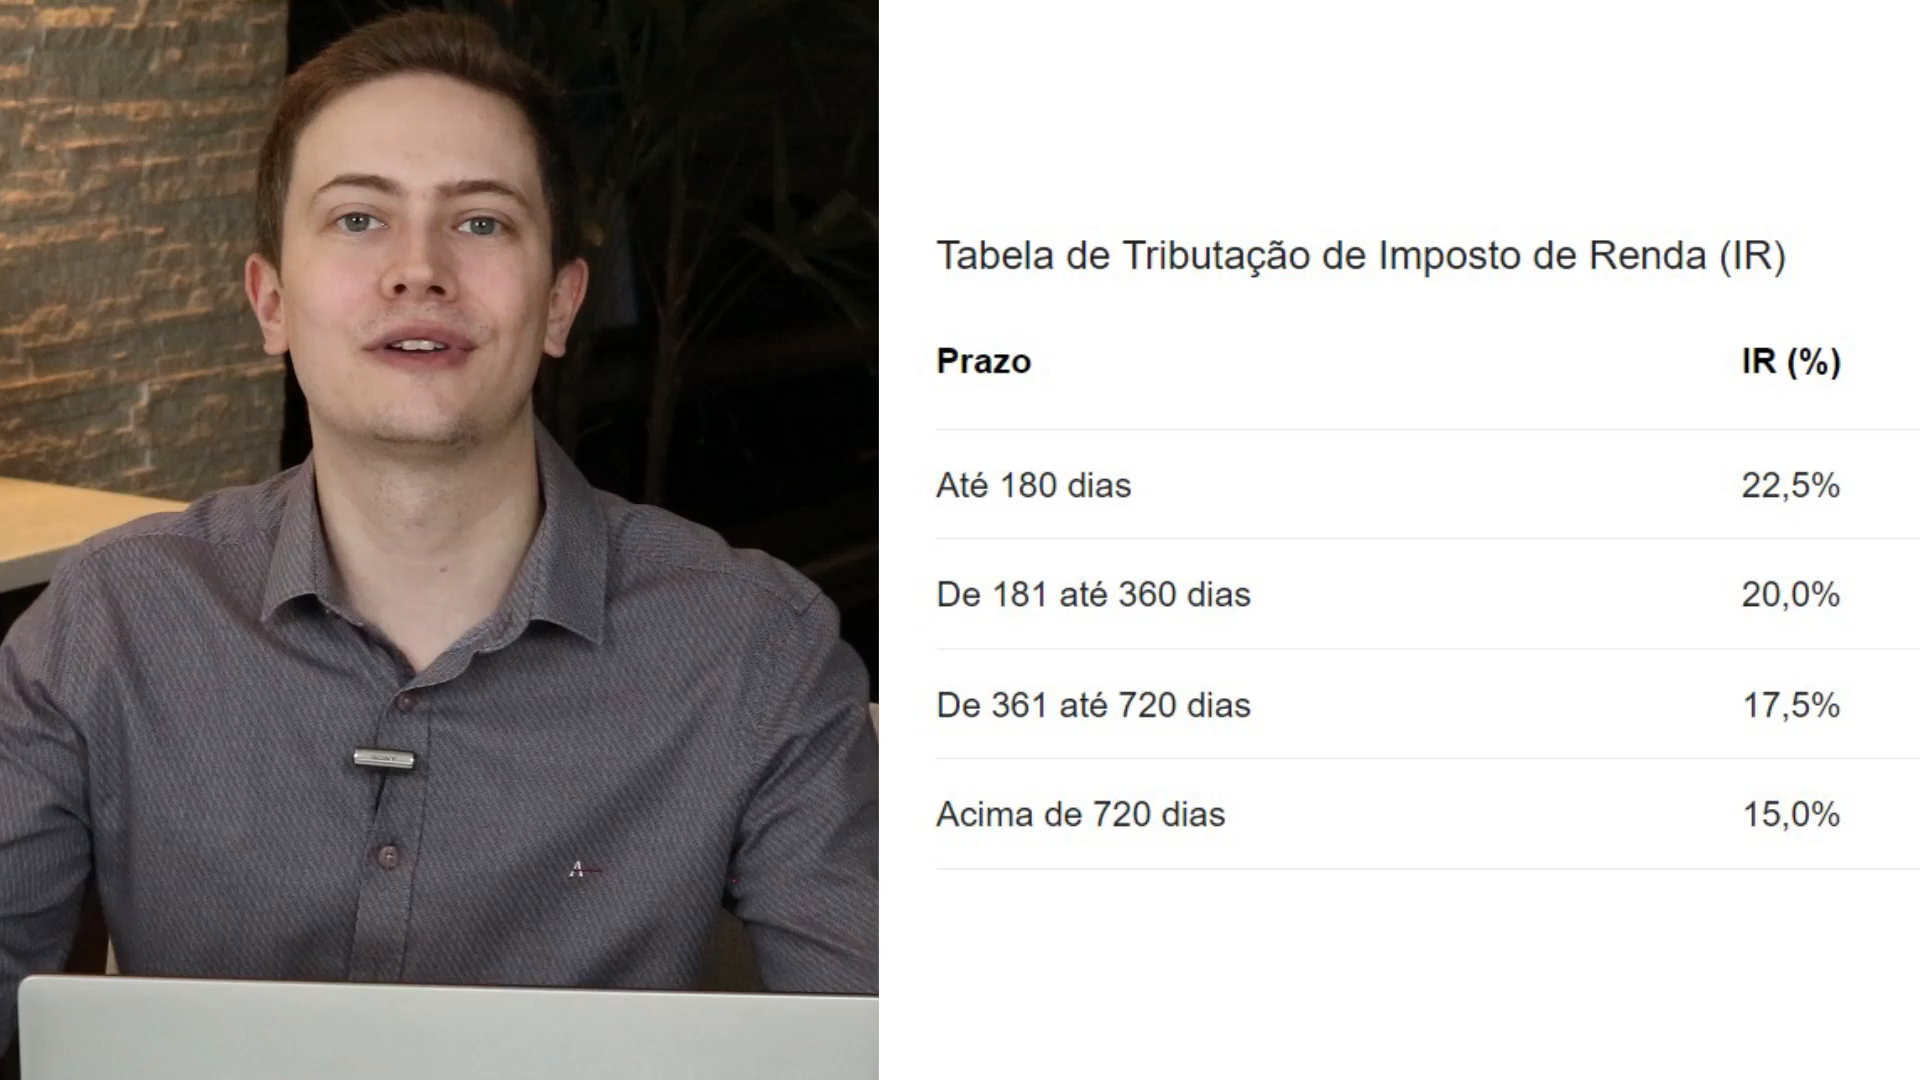 Tabela de Tributação de Imposto de Renda (IR)
Prazo IR (%)
Até 180 dias 22,5%
De 181 até 360 dias 20,0%
De 361 até 720 dias 17,5%
Acima de 720 dias 15,0%
SONY
A